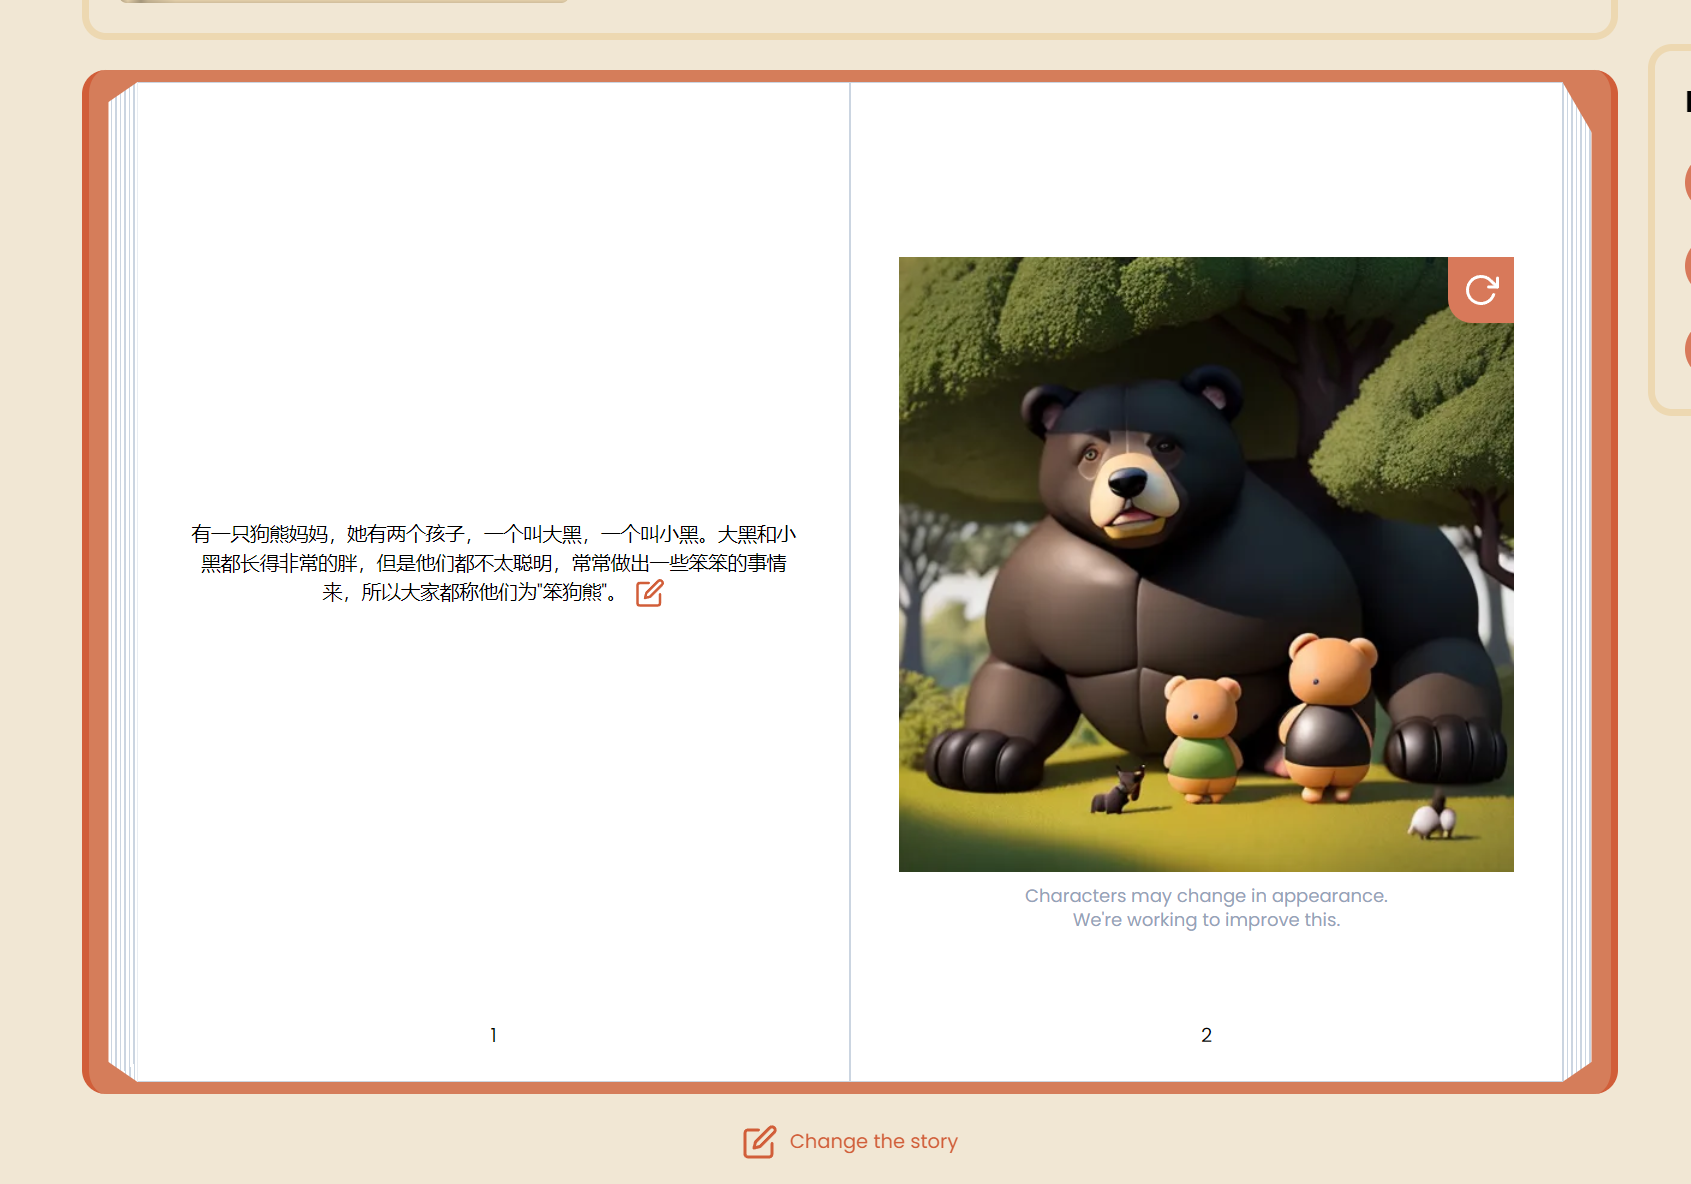 有一只狗熊妈妈，她有两个孩子，一个叫大黑，一个叫小黑。大黑和小
黑都长得非常的胖，但是他们都不太聪明，常常做出一些笨笨的事情
来，所以大家都称他们为"笨狗熊"。
Characters may change in appearance.
We're working to improve this.
1
2
Change the story